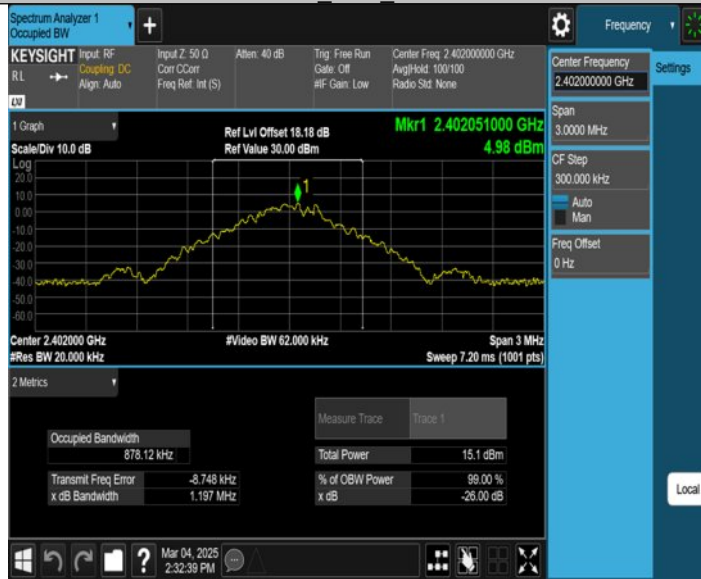 Spectrum Analyzer 1
Occupied BW
Frequency
KEYSIGHT
RL
LXI
Input: RF
Coupling: DC
Align: Auto
Input Z: 50 Ω
Corr CCorr
Freq Ref: Int (S)
Atten: 40 dB
Trig: Free Run
Gate: Off
#IF Gain: Low
Center Freq: 2.402000000 GHz
Avg|Hold: 100/100
Radio Std: None
Center Frequency
2.402000000 GHz
Settings
Span
3.0000 MHz
CF Step
300.000 kHz
Auto
Man
Freq Offset
0 Hz
Local
1 Graph
Scale/Div 10.0 dB
Ref Lvl Offset 18.18 dB
Ref Value 30.00 dBm
Mkr1 2.402051000 GHz
4.98 dBm
Log
20.0
10.0
0.00
-10.0
-20.0
-30.0
-40.0
-50.0
-60.0
1
Center 2.402000 GHz
#Res BW 20.000 kHz
#Video BW 62.000 kHz
Span 3 MHz
Sweep 7.20 ms (1001 pts)
2 Metrics
Measure Trace
Trace 1
Occupied Bandwidth
878.12 kHz
Total Power
15.1 dBm
Transmit Freq Error
-8.748 kHz
% of OBW Power
99.00 %
x dB Bandwidth
1.197 MHz
x dB
-26.00 dB
?
Mar 04, 2025
2:32:39 PM